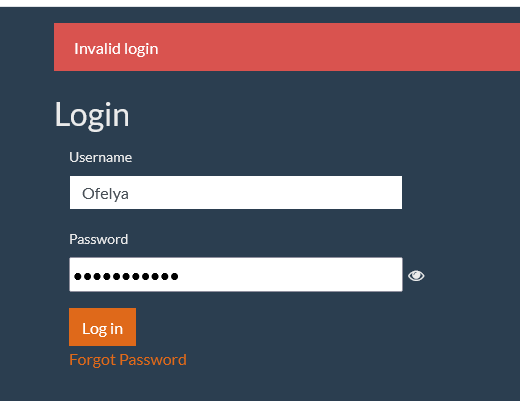 Invalid login
Login
Username
Ofelya
Password
•••••••••••
Log in
Forgot Password